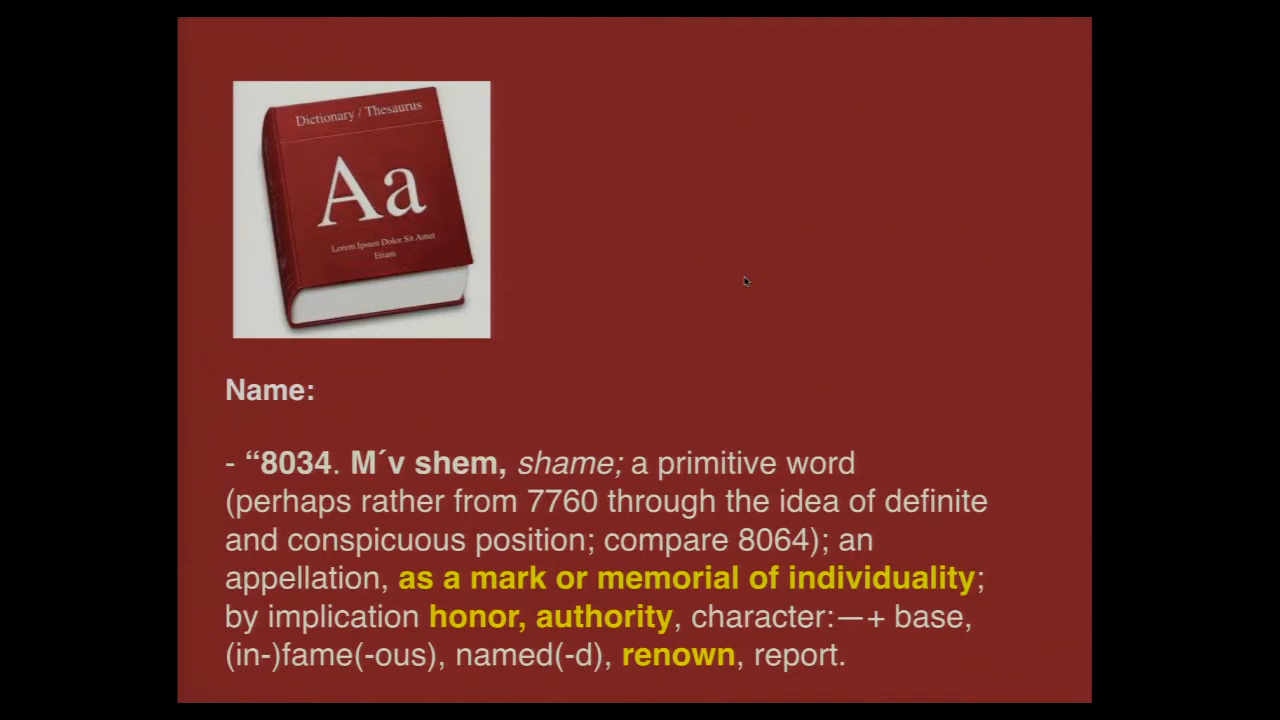 Dictionary / Thesaurus
Aa
Lorem Ipsum Dolor Sit Amet
Etiam
Name:
- “8034. M´v shem, shame; a primitive word
(perhaps rather from 7760 through the idea of definite
and conspicuous position; compare 8064); an
appellation, as a mark or memorial of individuality;
by implication honor, authority, character:—+ base,
(in-)fame(-ous), named(-d), renown, report.